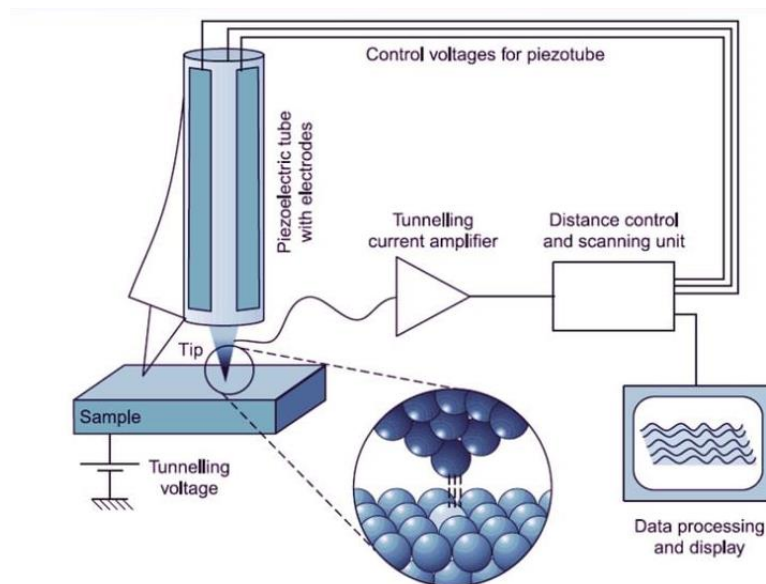 Control voltages for piezotube
Piezoelectric tube
with electrodes
Tunnelling
current amplifier
Distance control
and scanning unit
Tip
Sample
Tunnelling
voltage
Data processing
and display